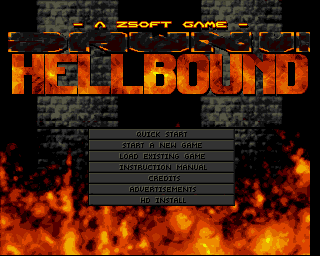 - A ZSOFT GAME -
HELLBOUND
QUICK START
START A NEW GAME
LOAD EXISTING GAME
INSTRUCTION MANUAL
CREDITS
ADVERTISEMENTS
HD INSTALL